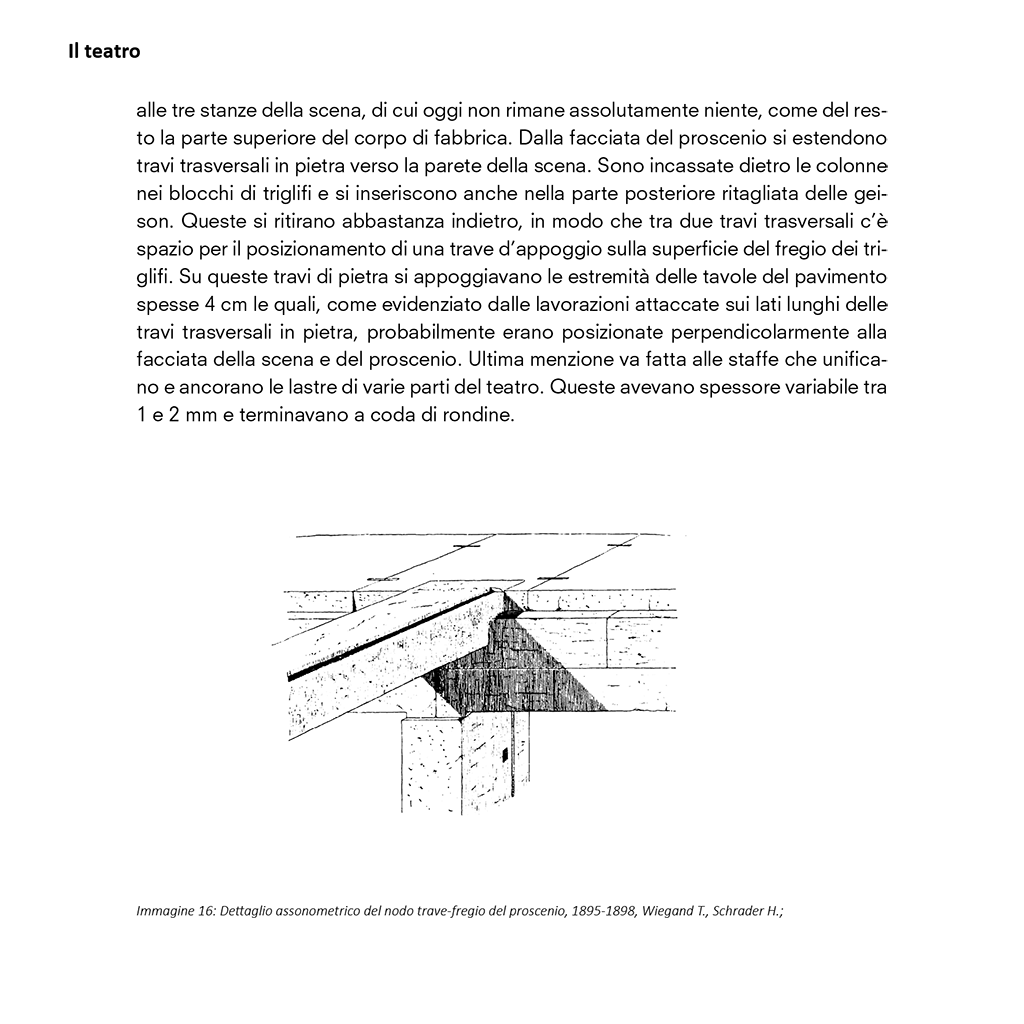 Il teatro
alle tre stanze della scena, di cui oggi non rimane assolutamente niente, come del res-
to la parte superiore del corpo di fabbrica. Dalla facciata del proscenio si estendono
travi trasversali in pietra verso la parete della scena. Sono incassate dietro le colonne
nei blocchi di triglifi e si inseriscono anche nella parte posteriore ritagliata delle gei-
son. Queste si ritirano abbastanza indietro, in modo che tra due travi trasversali c'è
spazio per il posizionamento di una trave d'appoggio sulla superficie del fregio dei tri-
glifi. Su queste travi di pietra si appoggiavano le estremità delle tavole del pavimento
spesse 4 cm le quali, come evidenziato dalle lavorazioni attaccate sui lati lunghi delle
travi trasversali in pietra, probabilmente erano posizionate perpendicolarmente alla
facciata della scena e del proscenio. Ultima menzione va fatta alle staffe che unifica-
no e ancorano le lastre di varie parti del teatro. Queste avevano spessore variabile tra
1 e 2 mm e terminavano a coda di rondine.
Immagine 16: Dettaglio assonometrico del nodo trave-fregio del proscenio, 1895-1898, Wiegand T., Schrader H.;